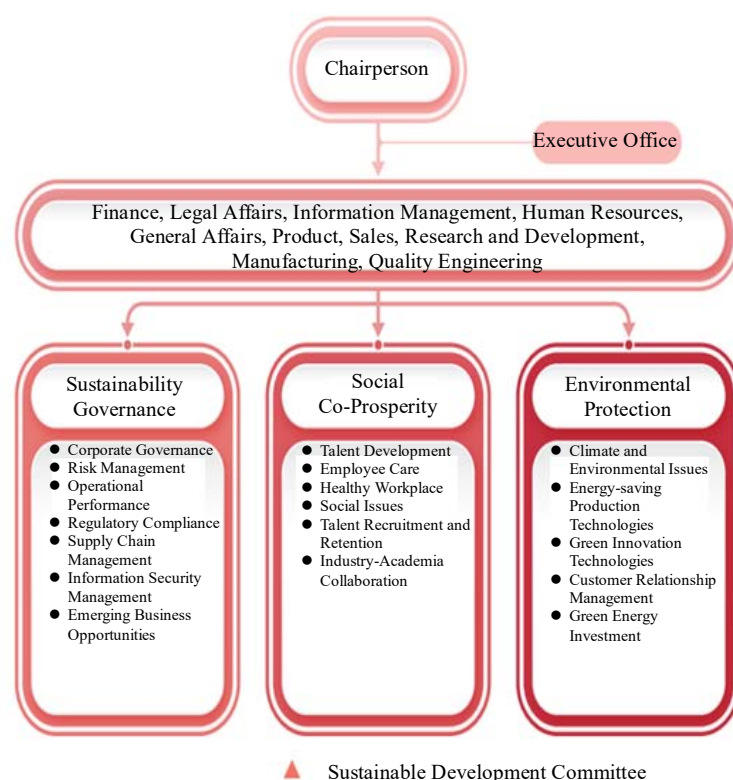 Chairperson
Executive Office
Finance, Legal Affairs, Information Management, Human Resources,
General Affairs, Product, Sales, Research and Development,
Manufacturing, Quality Engineering
Sustainability
Governance
● Corporate Governance
● Risk Management
● Operational
Performance
● Regulatory Compliance
● Supply Chain
Management
● Information Security
Management
● Emerging Business
Opportunities
Social
Co-Prosperity
● Talent Development
● Employee Care
● Healthy Workplace
● Social Issues
● Talent Recruitment and
Retention
● Industry-Academia
Collaboration
Environmental
Protection
● Climate and
Environmental Issues
● Energy-saving
Production
Technologies
● Green Innovation
Technologies
● Customer Relationship
Management
● Green Energy
Investment
▲ Sustainable Development Committee